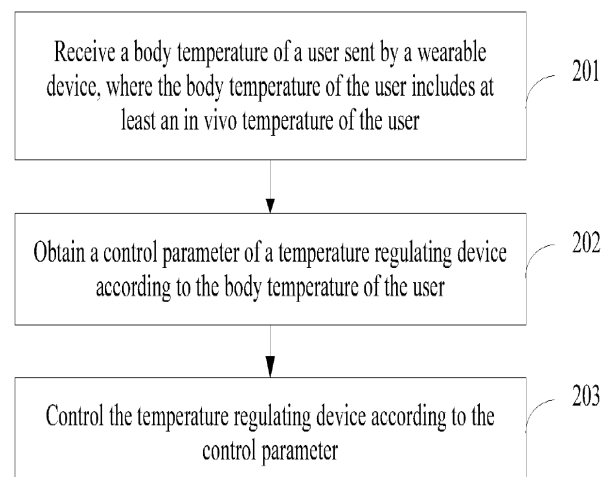 Receive a body temperature of a user sent by a wearable
device, where the body temperature of the user includes at
least an in vivo temperature of the user
201
Obtain a control parameter of a temperature regulating device
according to the body temperature of the user
202
Control the temperature regulating device according to the
control parameter
203